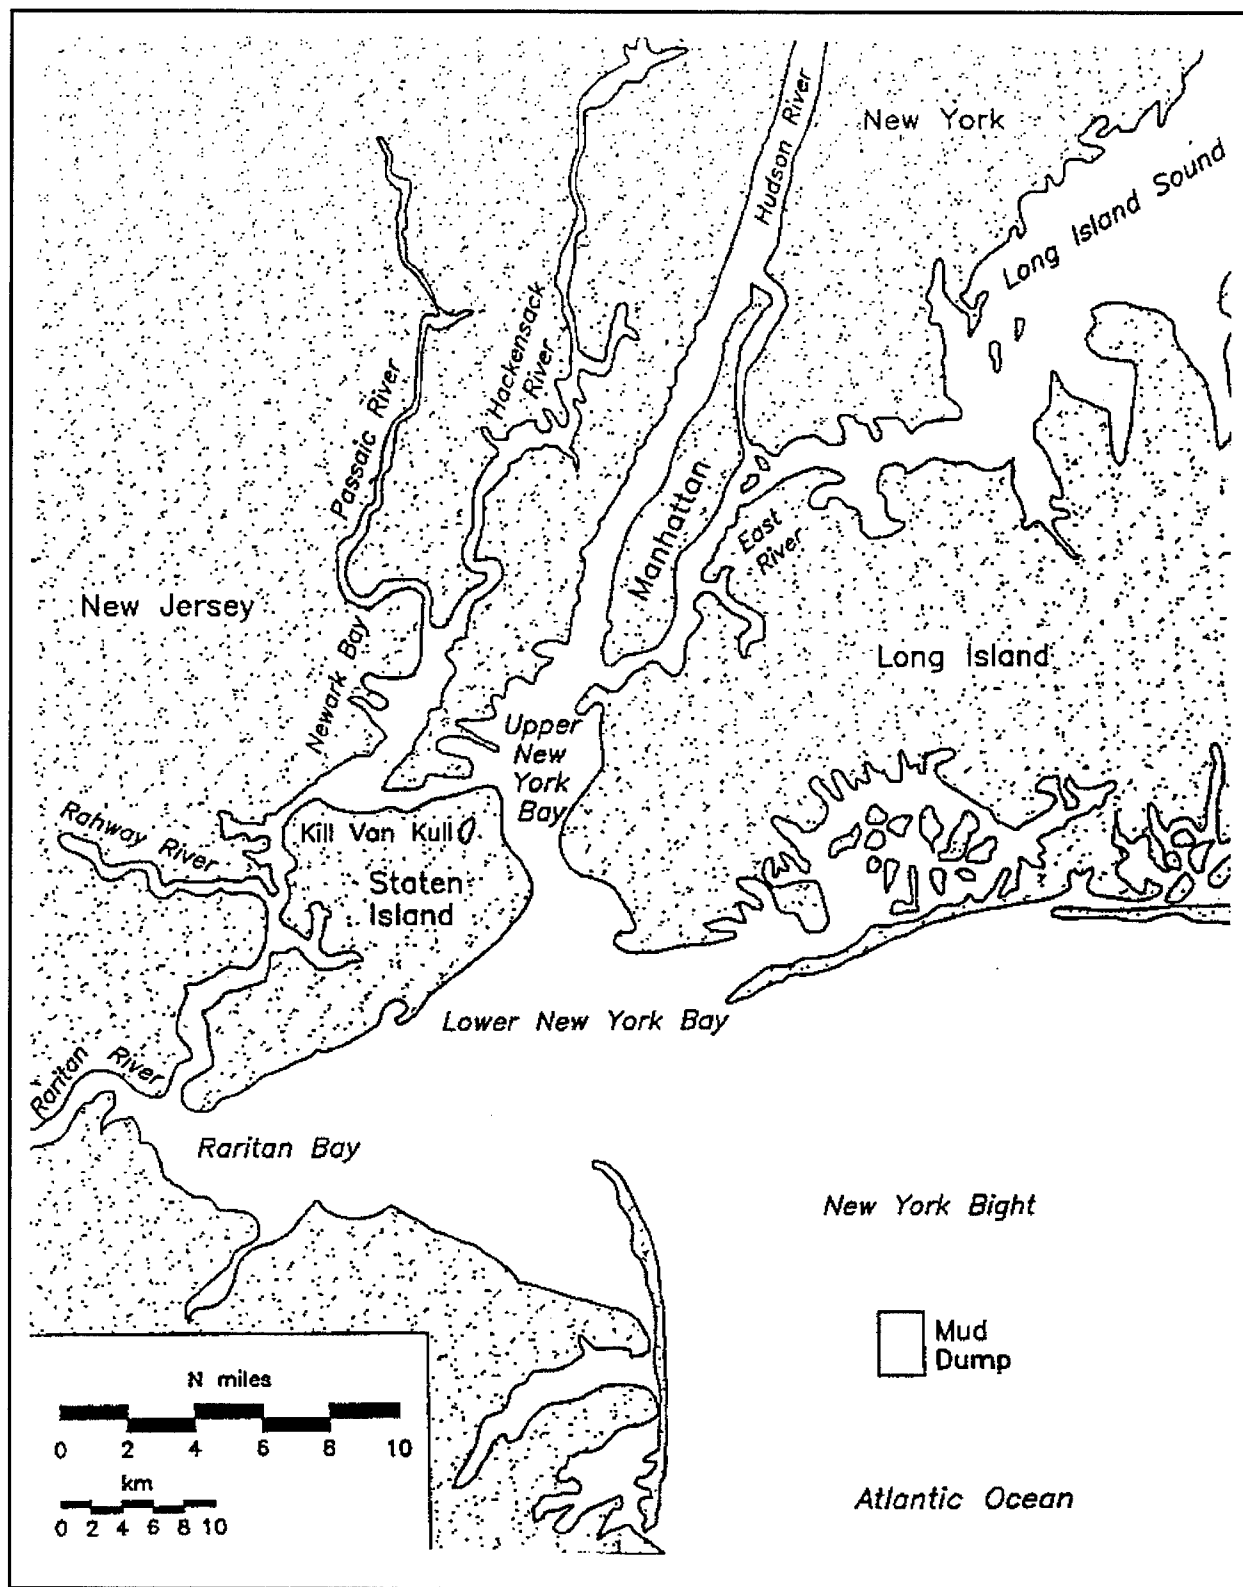 New York
Hudson River
Long Island Sound
Hackensack
River
Passaic River
Manhattan
East
River
New Jersey
Newark Bay
Long Island
Upper
New
York
Bay
Rahway River
Kill Van Kull
Staten
Island
Lower New York Bay
Raritan River
Raritan Bay
New York Bight
Mud
Dump
N miles
0 2 4 6 8 10
km
0 2 4 6 8 10
Atlantic Ocean